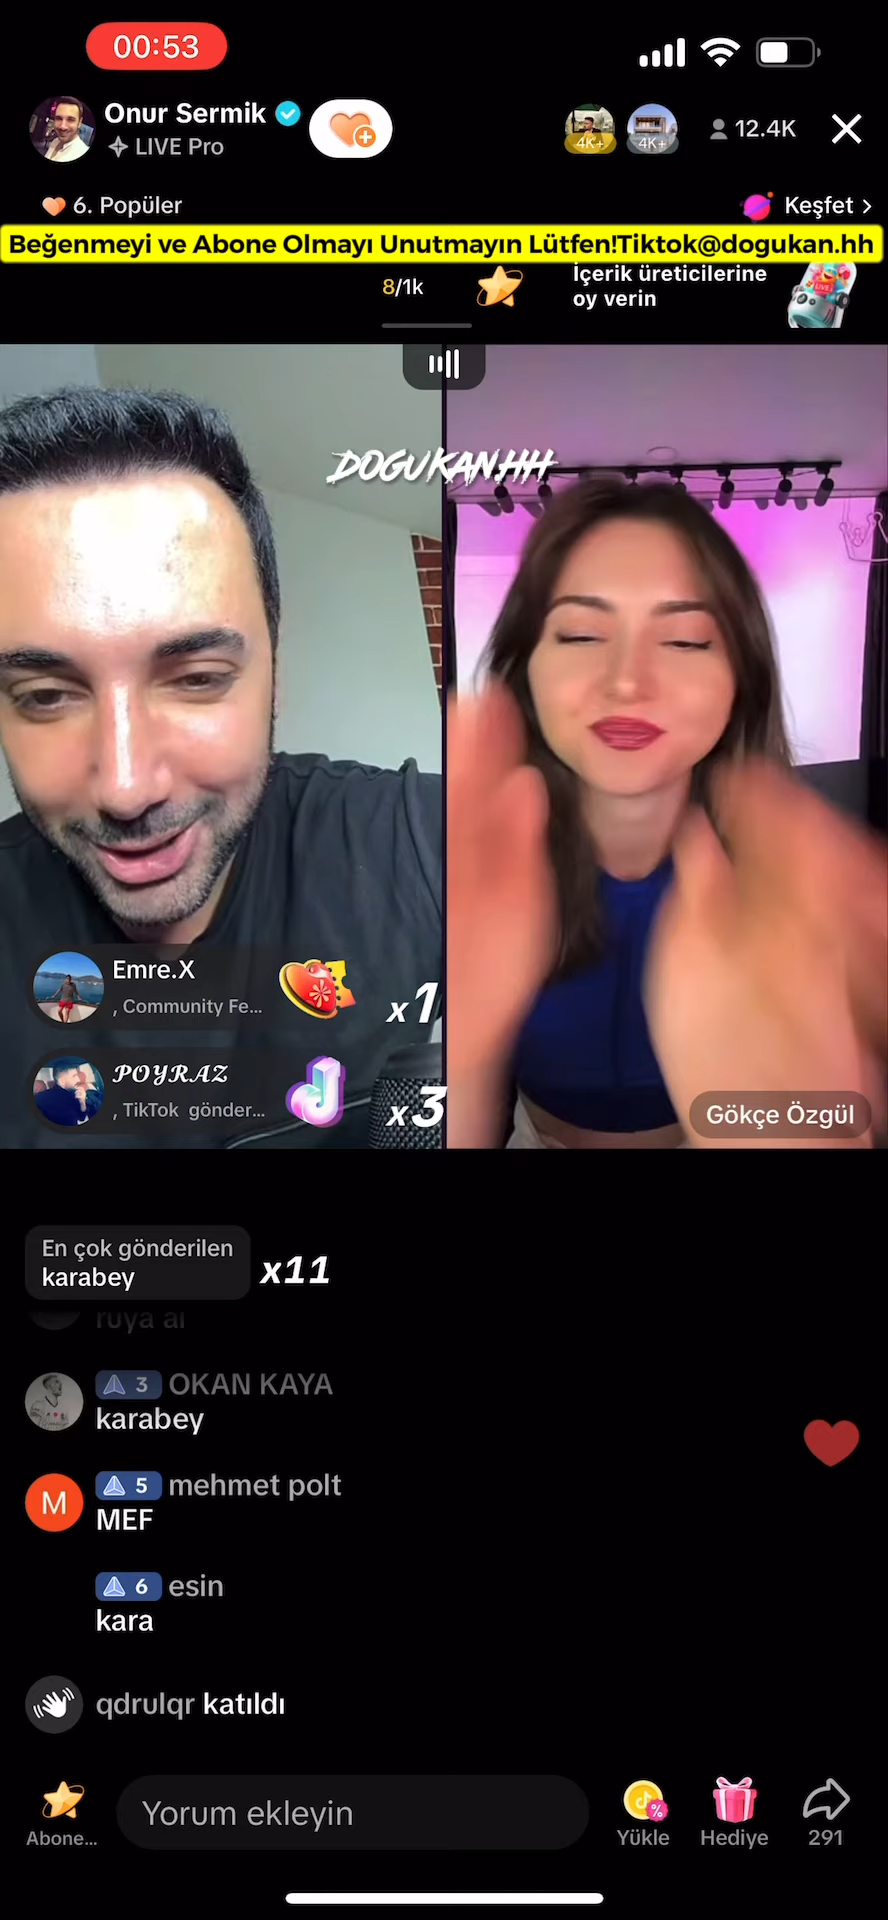 00:53
Onur Sermik
LIVE Pro
4K+
4K+
12.4K
6. Popüler
Keşfet >
Beğenmeyi ve Abone Olmayı Unutmayın Lütfen!Tiktok@dogukan.hh
8/1k
İçerik üreticilerine
oy verin
DOGUKAN.HH
Emre.X
, Community Fe...
x1
POYRAZ
, TikTok gönder...
x3
Gökçe Özgül
En çok gönderilen
karabey
x11
rüya al
3 OKAN KAYA
karabey
M
5 mehmet polt
MEF
6 esin
kara
qdrulqr katıldı
Abone...
Yorum ekleyin
Yükle
Hediye
291